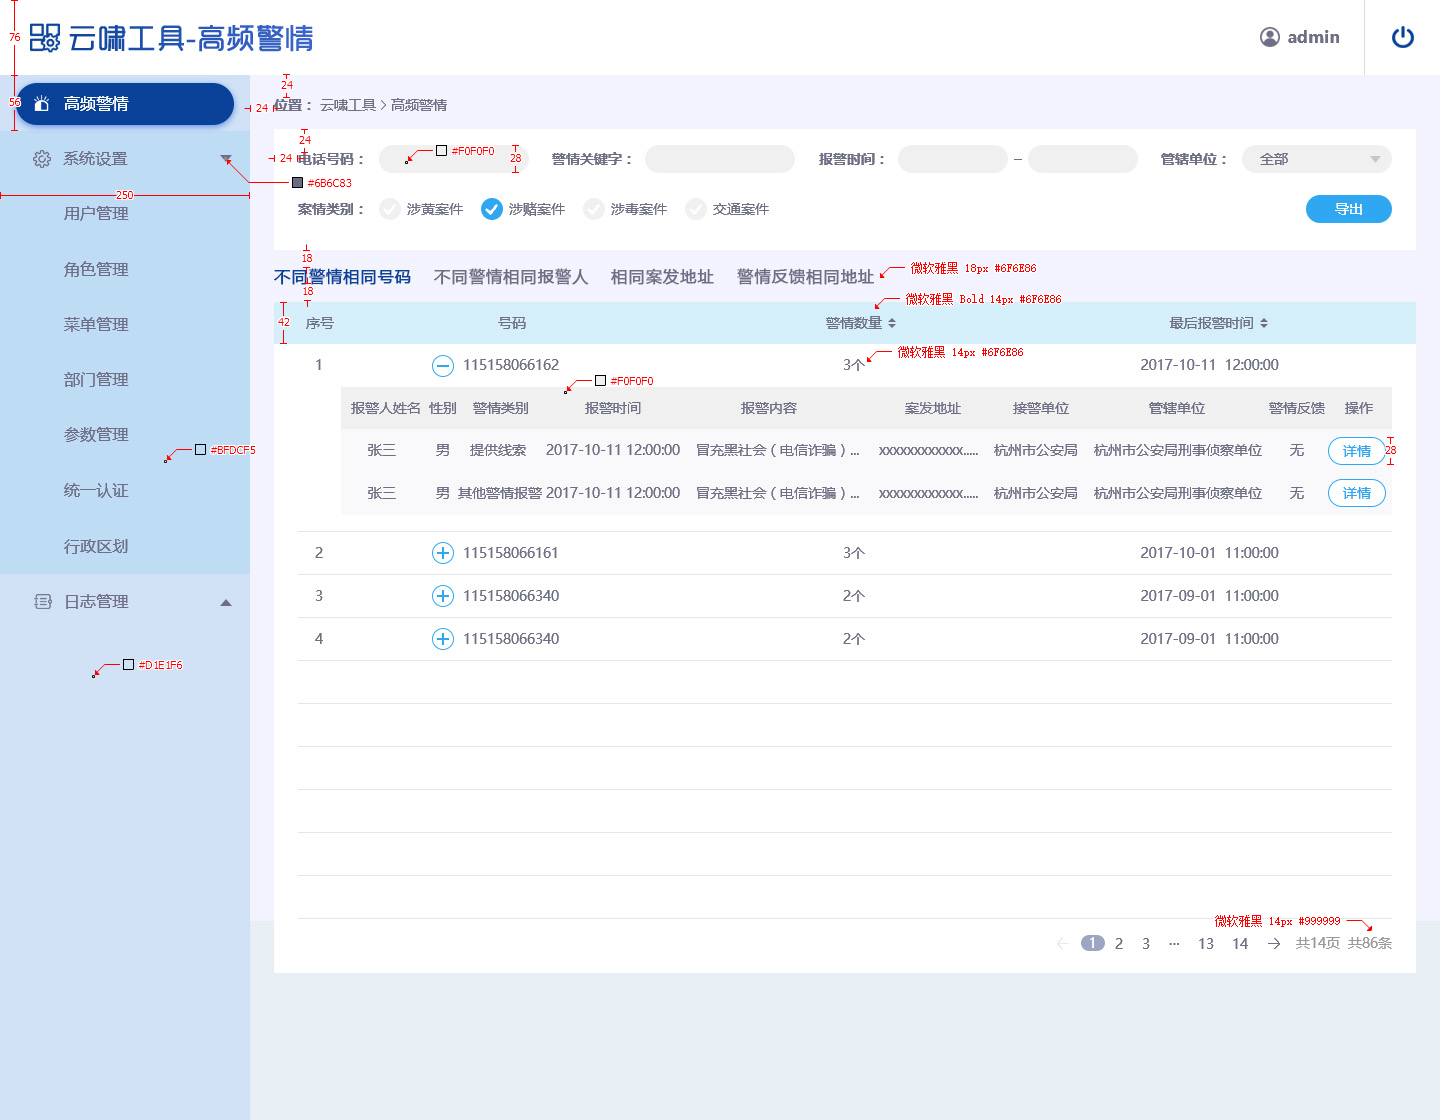 76
云啸工具-高频警情
admin
56
高频警情
24
24
位置： 云啸工具 > 高频警情
系统设置
#6B6C83
250
用户管理
角色管理
菜单管理
部门管理
参数管理
#BFDCF5
统一认证
行政区划
日志管理
#D1E1F6
24
24
电话号码：
#F0F0F0
28
警情关键字：
报警时间：
–
管辖单位：
全部
案情类别：
涉黄案件
涉赌案件
涉毒案件
交通案件
导出
18
不同警情相同号码
不同警情相同报警人
相同案发地址
警情反馈相同地址
微软雅黑 18px #6F6E86
18
微软雅黑 Bold 14px #6F6E86
42
序号 号码 警情数量 最后报警时间
微软雅黑 14px #6F6E86
1 115158066162 3个 2017-10-11 12:00:00
#F0F0F0
报警人姓名 性别 警情类别 报警时间 报警内容 案发地址 接警单位 管辖单位 警情反馈 操作
张三 男 提供线索 2017-10-11 12:00:00 冒充黑社会（电信诈骗）... xxxxxxxxxxxx..... 杭州市公安局 杭州市公安局刑事侦察单位 无 详情
28
张三 男 其他警情报警 2017-10-11 12:00:00 冒充黑社会（电信诈骗）... xxxxxxxxxxxx..... 杭州市公安局 杭州市公安局刑事侦察单位 无 详情
2 115158066161 3个 2017-10-01 11:00:00
3 115158066340 2个 2017-09-01 11:00:00
4 115158066340 2个 2017-09-01 11:00:00
微软雅黑 14px #999999
← 1 2 3 ··· 13 14 → 共14页 共86条